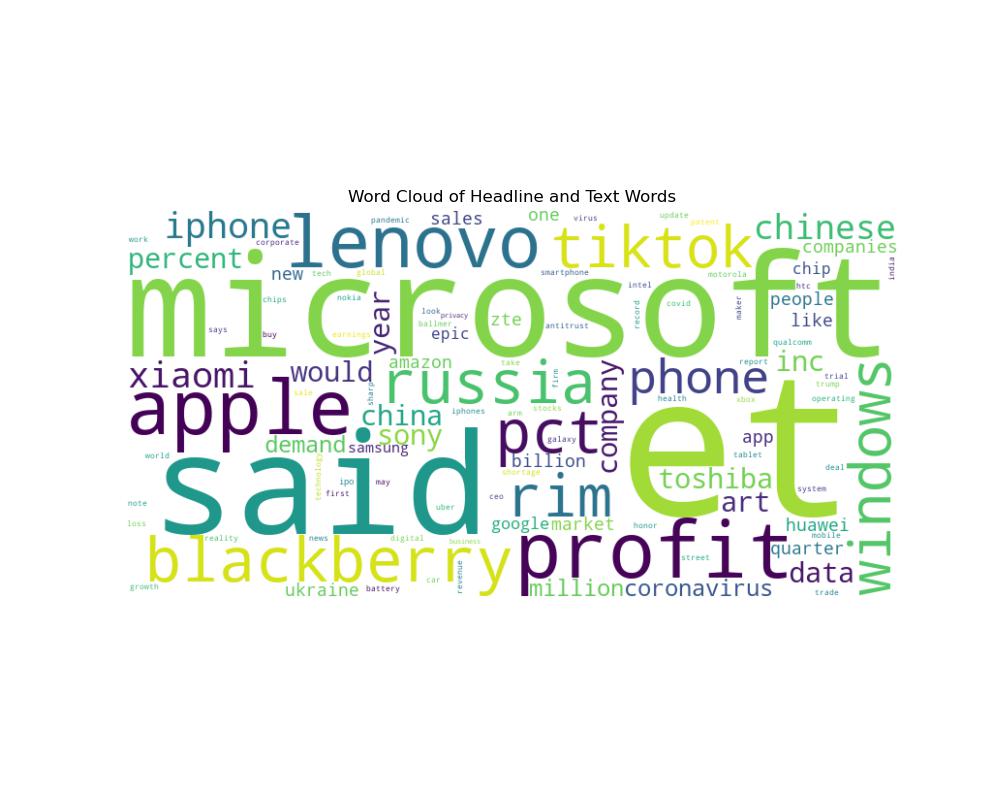 Word Cloud of Headline and Text Words
work
iphone
corporate
lenovo
pandemic
sales
one
virus
tiktok
update
patent
chinese
companies
percent
new
tech
global
smartphone
intel
motorola
chip
htc
india
microsoft
chips
nokia
year
look
privacy
ballmer
epic
zte
antitrust
record
covid
maker
people
like
says
buy
earnings
qualcomm
xiaomi
would
amazon
take
russia
firm
company
phone
report
inc
trial
trump
windows
apple
sale
sharp
china
iphones
arm
stocks
pct
health
xbox
operating
et
demand
sony
samsung
galaxy
billion
app
tablet
world
said
technology
ipo
first
may
shortage
rim
toshiba
deal
system
art
note
uber
ceo
google
market
honor
huawei
mobile
loss
reality
news
digital
business
blackberry
profit
street
quarter
data
growth
ukraine
battery
car
revenue
million
coronavirus
trade